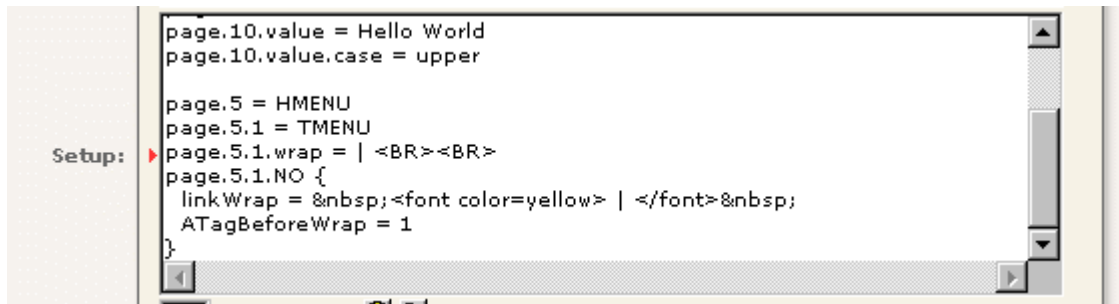 page.10.value = Hello World
page.10.value.case = upper
page.5 = HMENU
page.5.1 = TMENU
Setup:
page.5.1.wrap = | <BR><BR>
page.5.1.NO {
linkWrap = &nbsp;<font color=yellow> | </font>&nbsp;
ATagBeforeWrap = 1
}